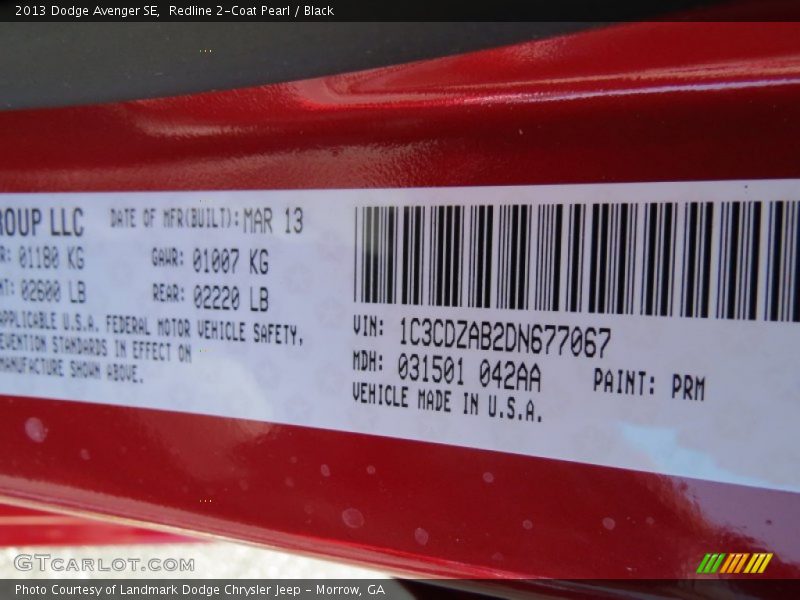 2013 Dodge Avenger SE,  Redline 2-Coat Pearl / Black
ROUP LLC DATE OF MFR(BUILT): MAR 13
R: 01180 KG GAWR: 01007 KG
NT: 02600 LB REAR: 02220 LB
APPLICABLE U.S.A. FEDERAL MOTOR VEHICLE SAFETY,
EVENTION STANDARDS IN EFFECT ON
MANUFACTURE SHOWN ABOVE.
VIN: 1C3CDZAB2DN677067
MDH: 031501 042AA PAINT: PRM
VEHICLE MADE IN U.S.A.
GTCARLOT.COM
Photo Courtesy of Landmark Dodge Chrysler Jeep - Morrow, GA